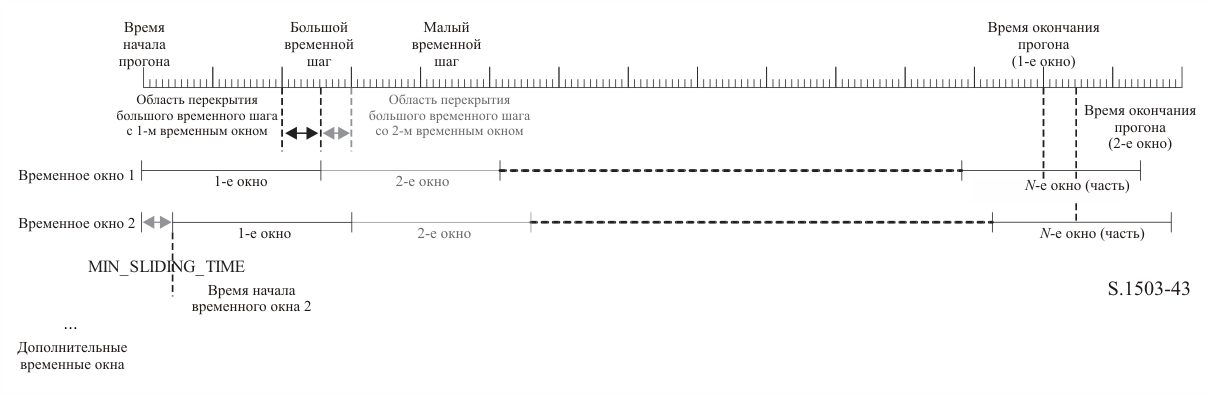 Время
начала
прогона
Большой
временной
шаг
Малый
временной
шаг
Время окончания
прогона
(1-е окно)
Область перекрытия
большого временного шага
с 1-м временным окном
Область перекрытия
большого временного шага
со 2-м временным окном
Время окончания
прогона
(2-е окно)
Временное окно 1
1-е окно
2-е окно
N-е окно (часть)
Временное окно 2
1-е окно
2-е окно
N-е окно (часть)
MIN_SLIDING_TIME
Время начала
временного окна 2
S.1503-43
...
Дополнительные
временные окна